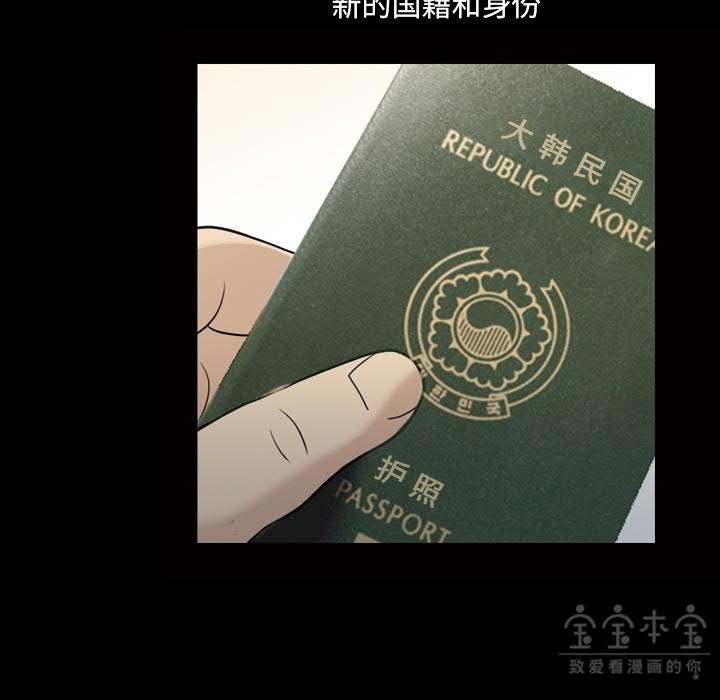 新的国籍和身份
大韩民国
REPUBLIC OF KOREA
대한민국
护照
PASSPORT
宝宝本宝
致爱看漫画的你